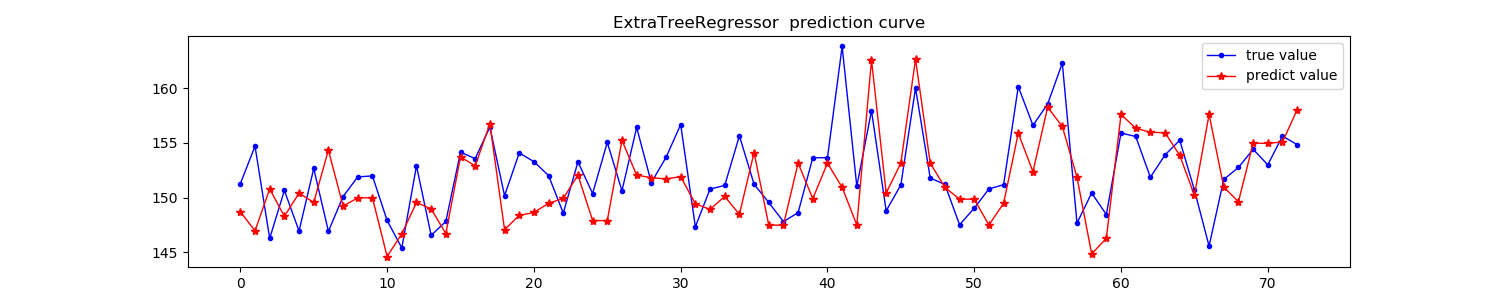 ExtraTreeRegressor  prediction curve
true value
predict value
160
155
150
145
0 10 20 30 40 50 60 70